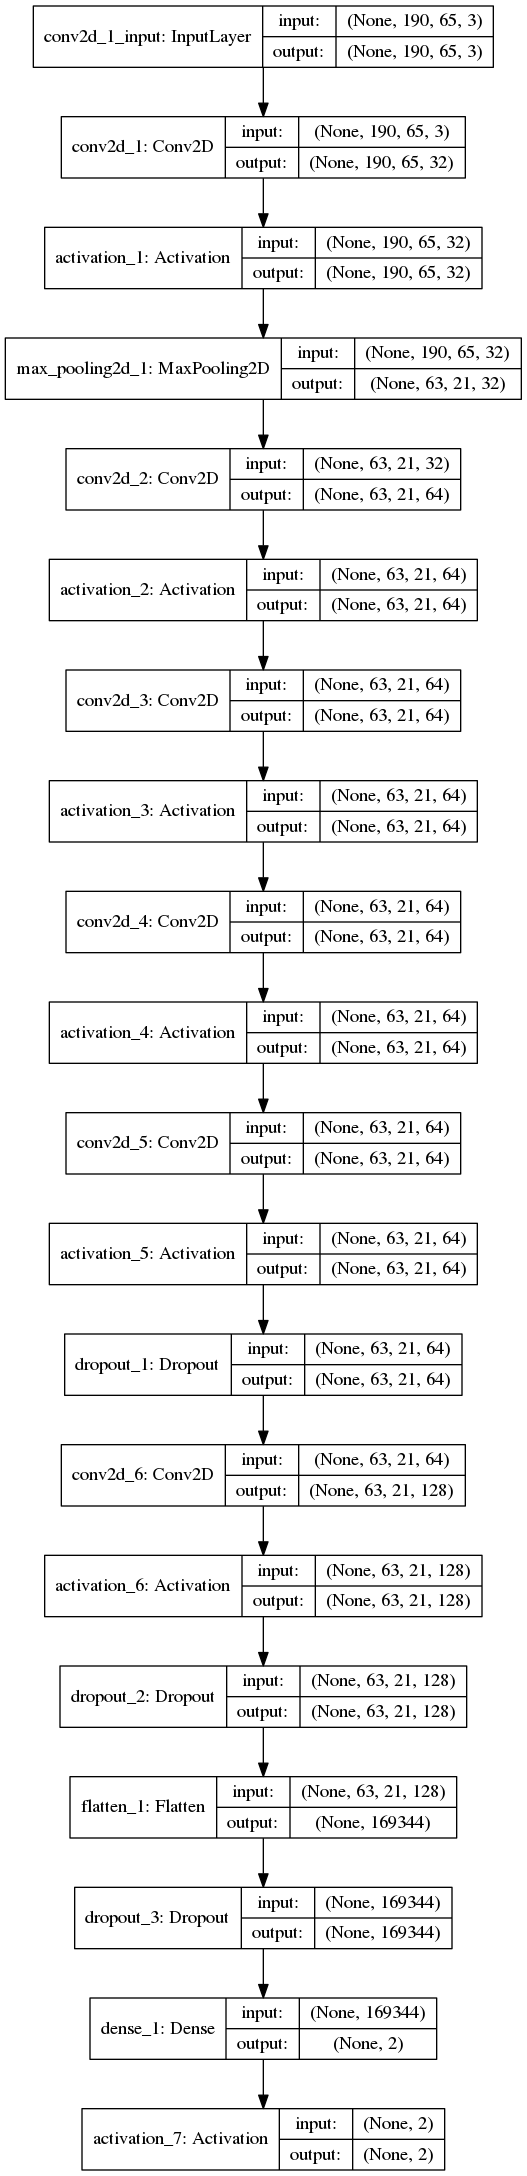 conv2d_1_input: InputLayer
input: (None, 190, 65, 3)
output: (None, 190, 65, 3)
conv2d_1: Conv2D
input: (None, 190, 65, 3)
output: (None, 190, 65, 32)
activation_1: Activation
input: (None, 190, 65, 32)
output: (None, 190, 65, 32)
max_pooling2d_1: MaxPooling2D
input: (None, 190, 65, 32)
output: (None, 63, 21, 32)
conv2d_2: Conv2D
input: (None, 63, 21, 32)
output: (None, 63, 21, 64)
activation_2: Activation
input: (None, 63, 21, 64)
output: (None, 63, 21, 64)
conv2d_3: Conv2D
input: (None, 63, 21, 64)
output: (None, 63, 21, 64)
activation_3: Activation
input: (None, 63, 21, 64)
output: (None, 63, 21, 64)
conv2d_4: Conv2D
input: (None, 63, 21, 64)
output: (None, 63, 21, 64)
activation_4: Activation
input: (None, 63, 21, 64)
output: (None, 63, 21, 64)
conv2d_5: Conv2D
input: (None, 63, 21, 64)
output: (None, 63, 21, 64)
activation_5: Activation
input: (None, 63, 21, 64)
output: (None, 63, 21, 64)
dropout_1: Dropout
input: (None, 63, 21, 64)
output: (None, 63, 21, 64)
conv2d_6: Conv2D
input: (None, 63, 21, 64)
output: (None, 63, 21, 128)
activation_6: Activation
input: (None, 63, 21, 128)
output: (None, 63, 21, 128)
dropout_2: Dropout
input: (None, 63, 21, 128)
output: (None, 63, 21, 128)
flatten_1: Flatten
input: (None, 63, 21, 128)
output: (None, 169344)
dropout_3: Dropout
input: (None, 169344)
output: (None, 169344)
dense_1: Dense
input: (None, 169344)
output: (None, 2)
activation_7: Activation
input: (None, 2)
output: (None, 2)